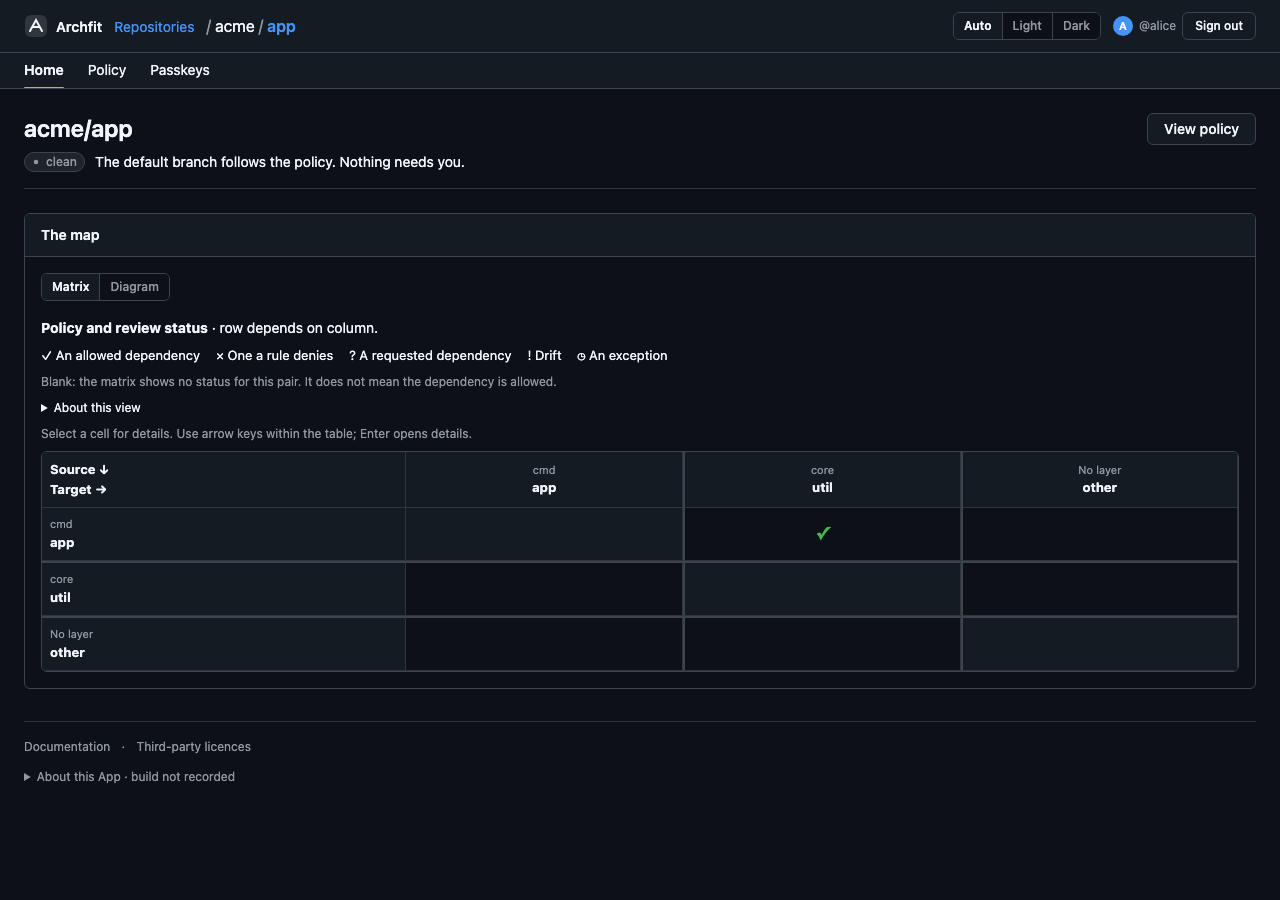 Archfit Repositories / acme / app
Auto Light Dark A @alice Sign out
Home Policy Passkeys
acme/app
View policy
• clean The default branch follows the policy. Nothing needs you.
The map
Matrix Diagram
Policy and review status · row depends on column.
✓ An allowed dependency × One a rule denies ? A requested dependency ! Drift ◷ An exception
Blank: the matrix shows no status for this pair. It does not mean the dependency is allowed.
▶ About this view
Select a cell for details. Use arrow keys within the table; Enter opens details.
Source ↓
Target →
cmd
app
core
util
No layer
other
cmd
app
✓
core
util
No layer
other
Documentation · Third-party licences
▶ About this App · build not recorded